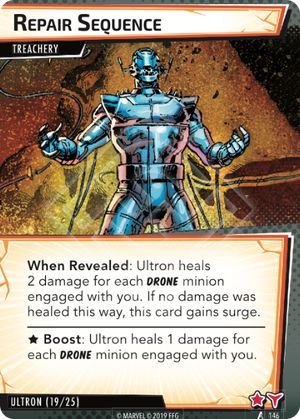 Repair Sequence
TREACHERY
When Revealed: Ultron heals
2 damage for each DRONE minion
engaged with you. If no damage was
healed this way, this card gains surge.
★ Boost: Ultron heals 1 damage for
each DRONE minion engaged with you.
ULTRON (19/25)
© MARVEL © 2019 FFG
146